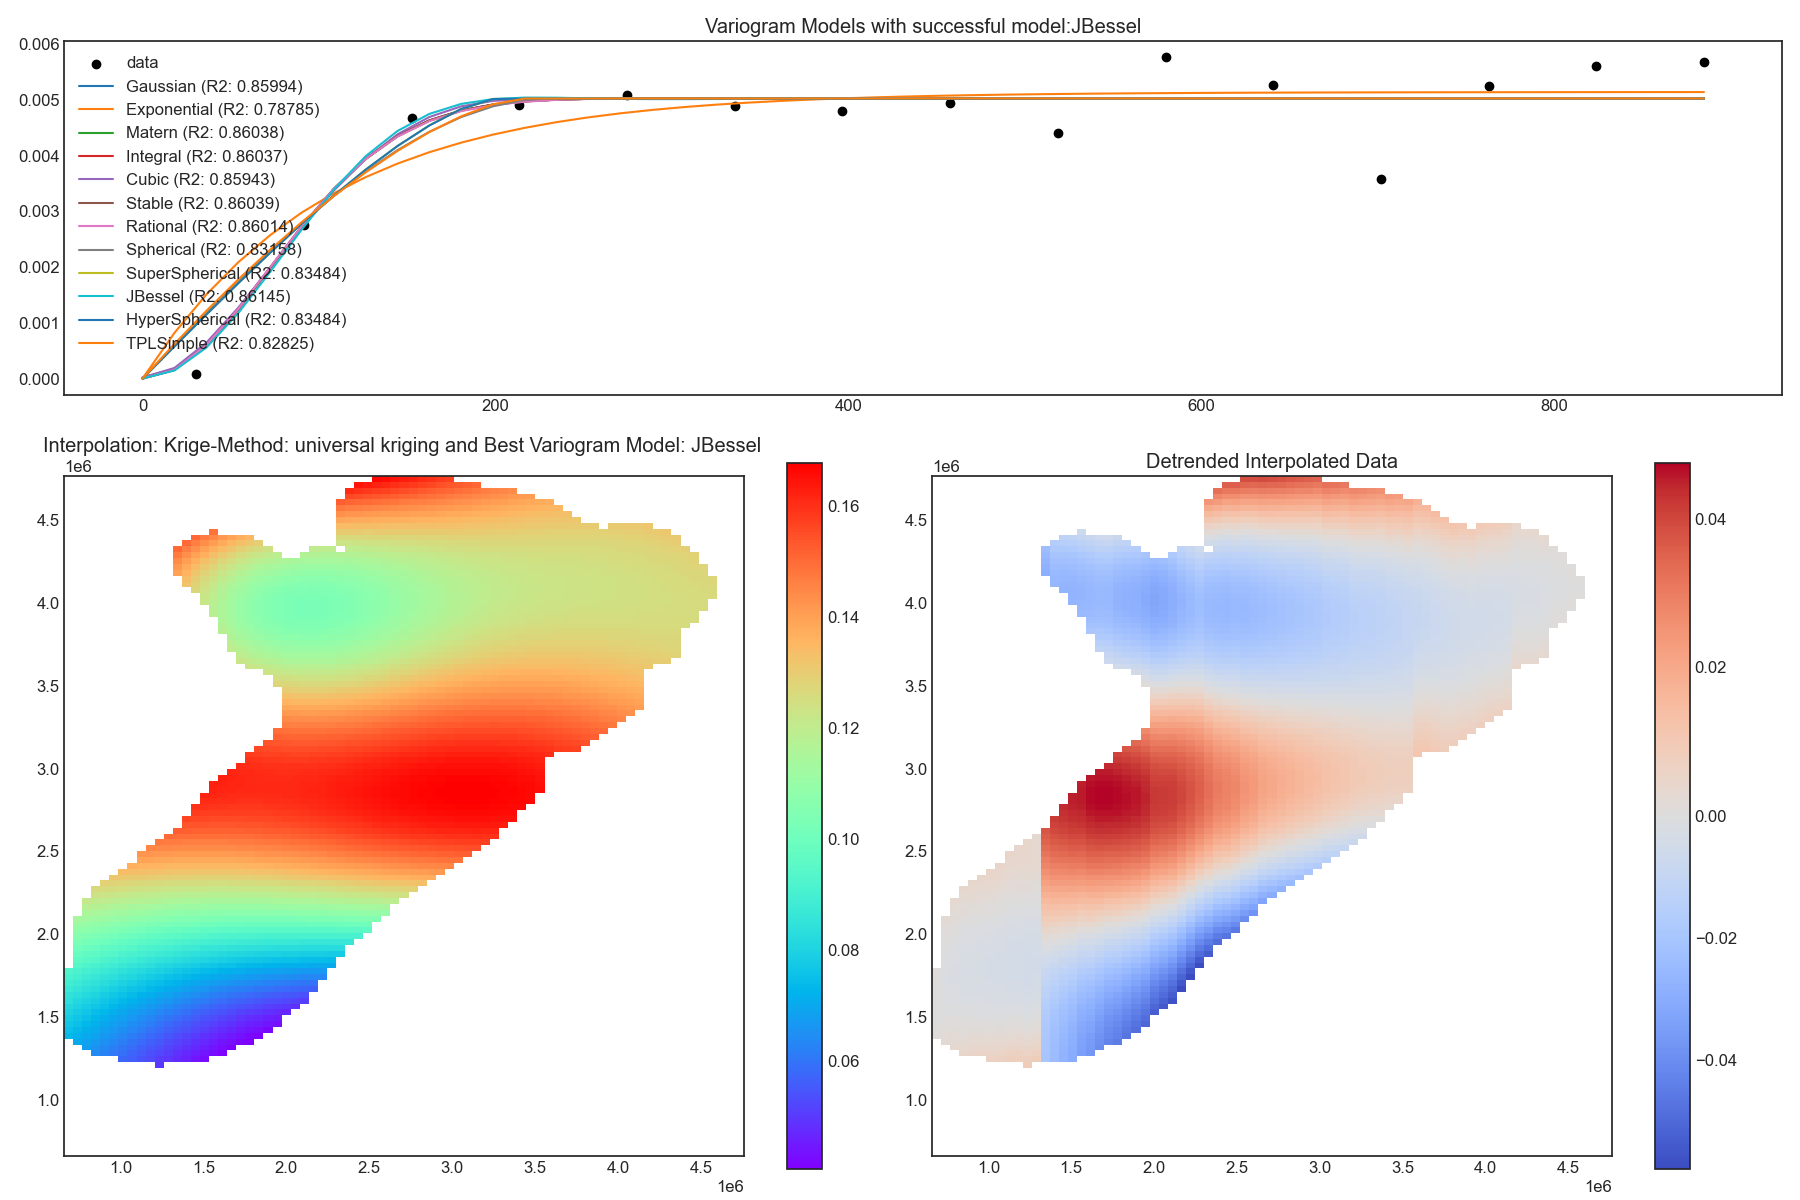 Variogram Models with successful model:JBessel
0.006
0.005
0.004
0.003
0.002
0.001
0.000
data
Gaussian (R2: 0.85994)
Exponential (R2: 0.78785)
Matern (R2: 0.86038)
Integral (R2: 0.86037)
Cubic (R2: 0.85943)
Stable (R2: 0.86039)
Rational (R2: 0.86014)
Spherical (R2: 0.83158)
SuperSpherical (R2: 0.83484)
JBessel (R2: 0.86145)
HyperSpherical (R2: 0.83484)
TPLSimple (R2: 0.82825)
0 200 400 600 800
Interpolation: Krige-Method: universal kriging and Best Variogram Model: JBessel
1e6
4.5
4.0
3.5
3.0
2.5
2.0
1.5
1.0
1.0 1.5 2.0 2.5 3.0 3.5 4.0 4.5
1e6
0.16
0.14
0.12
0.10
0.08
0.06
Detrended Interpolated Data
1e6
4.5
4.0
3.5
3.0
2.5
2.0
1.5
1.0
1.0 1.5 2.0 2.5 3.0 3.5 4.0 4.5
1e6
0.04
0.02
0.00
−0.02
−0.04